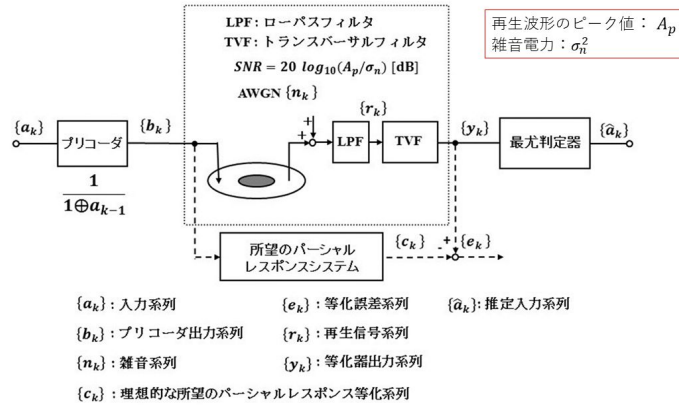 LPF: ローパスフィルタ
TVF: トランスバーサルフィルタ
SNR = 20 log₁₀(Aₚ/σₙ) [dB]
AWGN {nₖ}
再生波形のピーク値： Aₚ
雑音電力：σₙ²
{aₖ}
プリコーダ
{bₖ}
1/(1⊕aₖ₋₁)
+
+
LPF
{rₖ}
TVF
{yₖ}
最尤判定器
{âₖ}
所望のパーシャル
レスポンスシステム
{cₖ}
-
+
{eₖ}
{aₖ}：入力系列
{eₖ}：等化誤差系列
{âₖ}：推定入力系列
{bₖ}：プリコーダ出力系列
{rₖ}：再生信号系列
{nₖ}：雑音系列
{yₖ}：等化器出力系列
{cₖ}：理想的な所望のパーシャルレスポンス等化系列